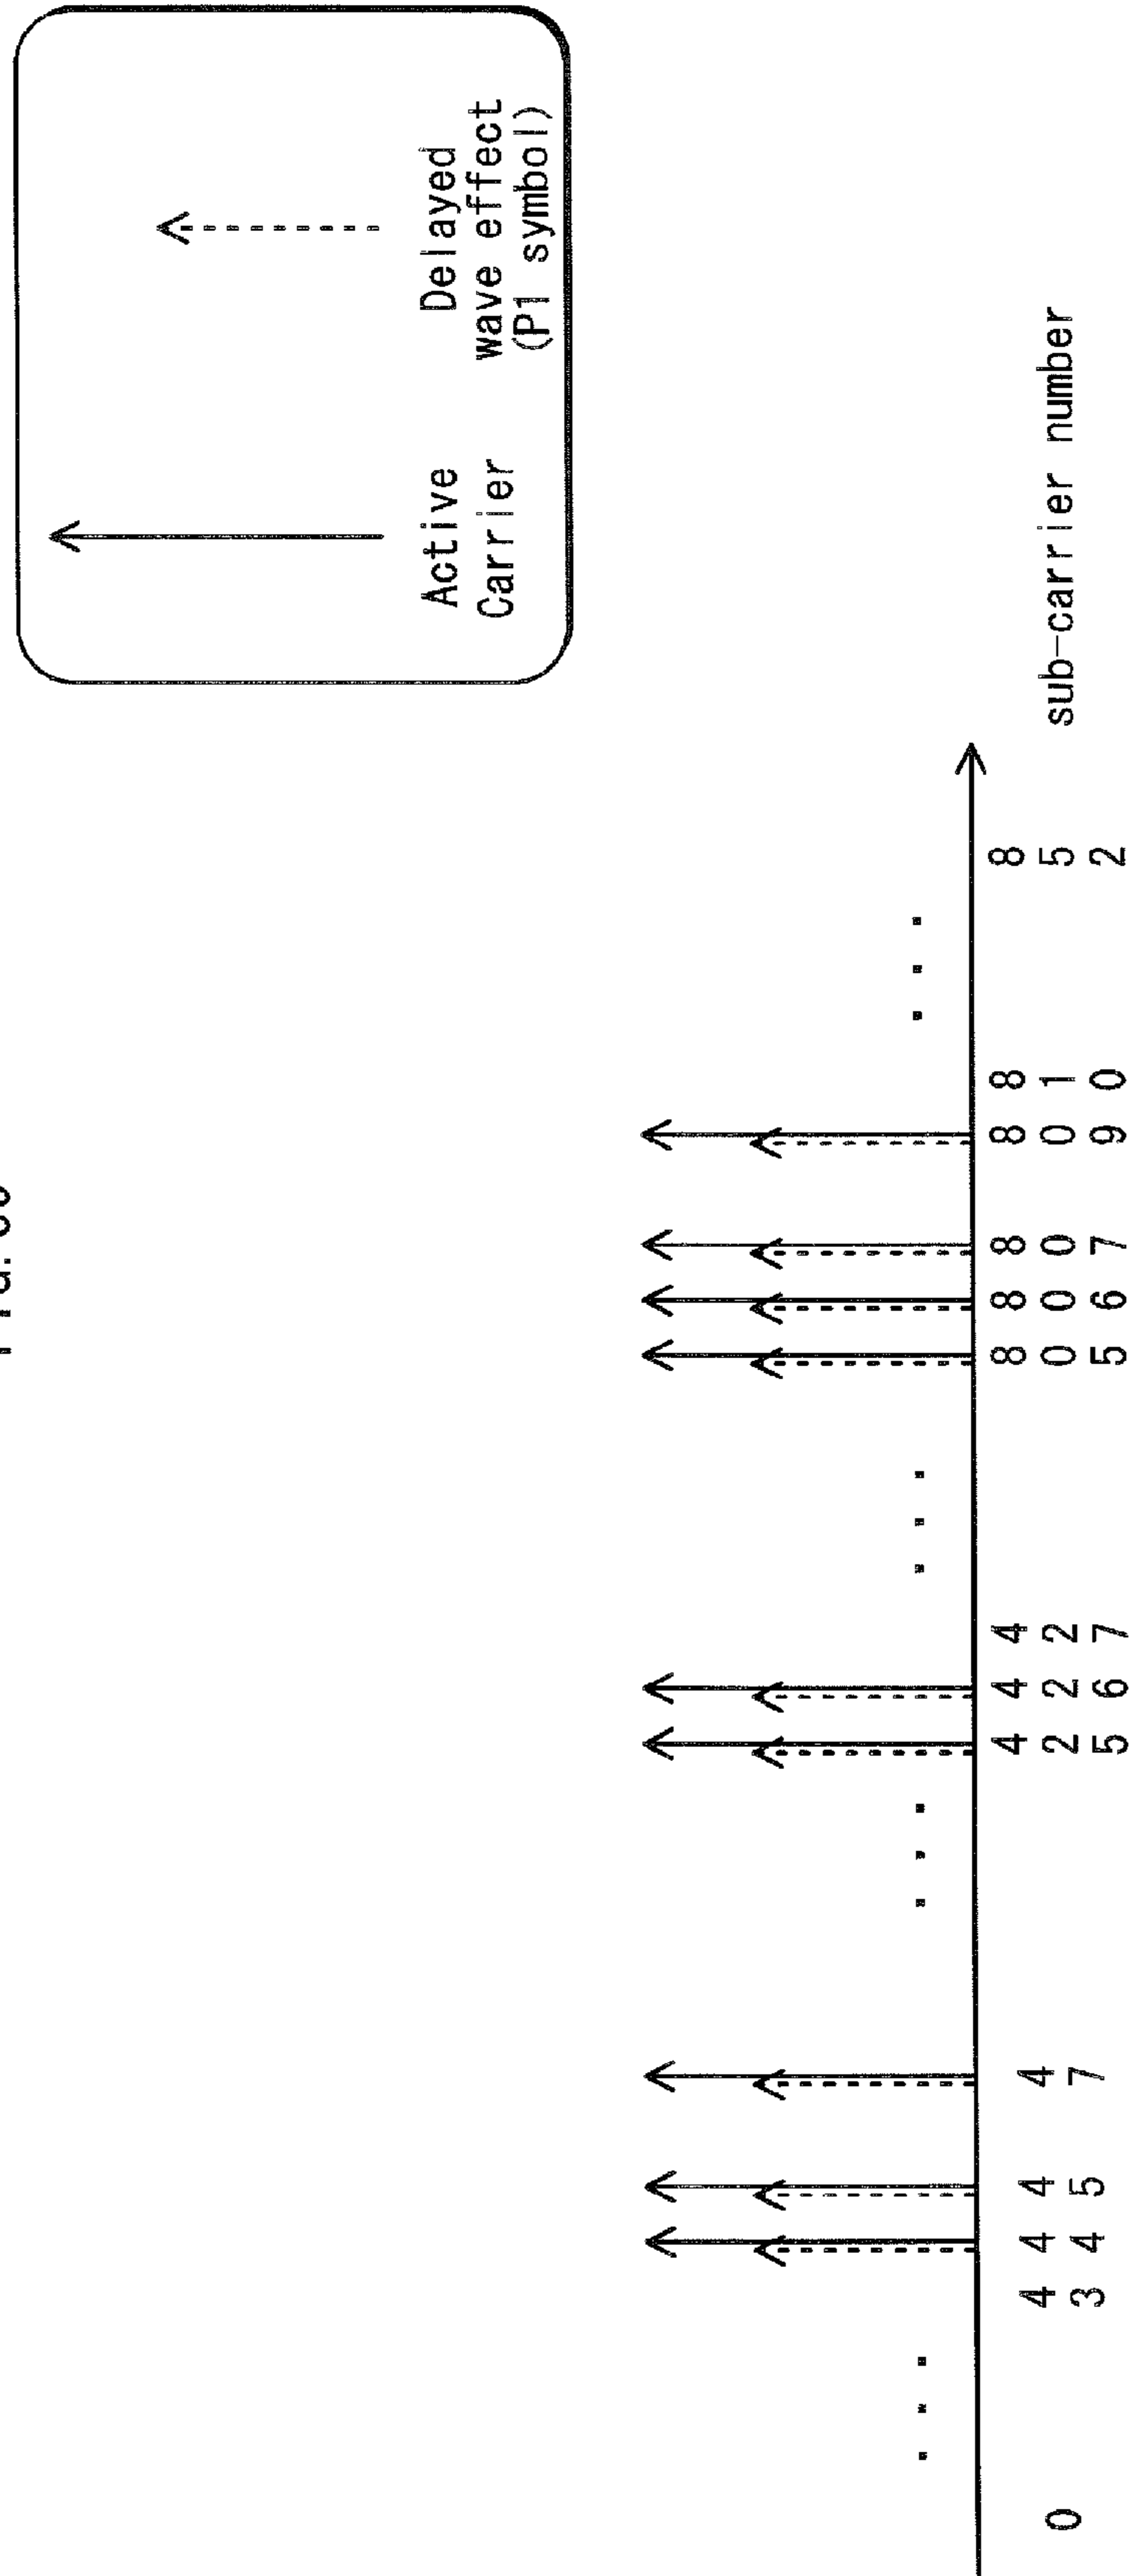 Active
Carrier
Delayed
wave effect
(P1 symbol)
0
43
44
45
47
425
426
427
805
806
807
809
810
852
sub-carrier number